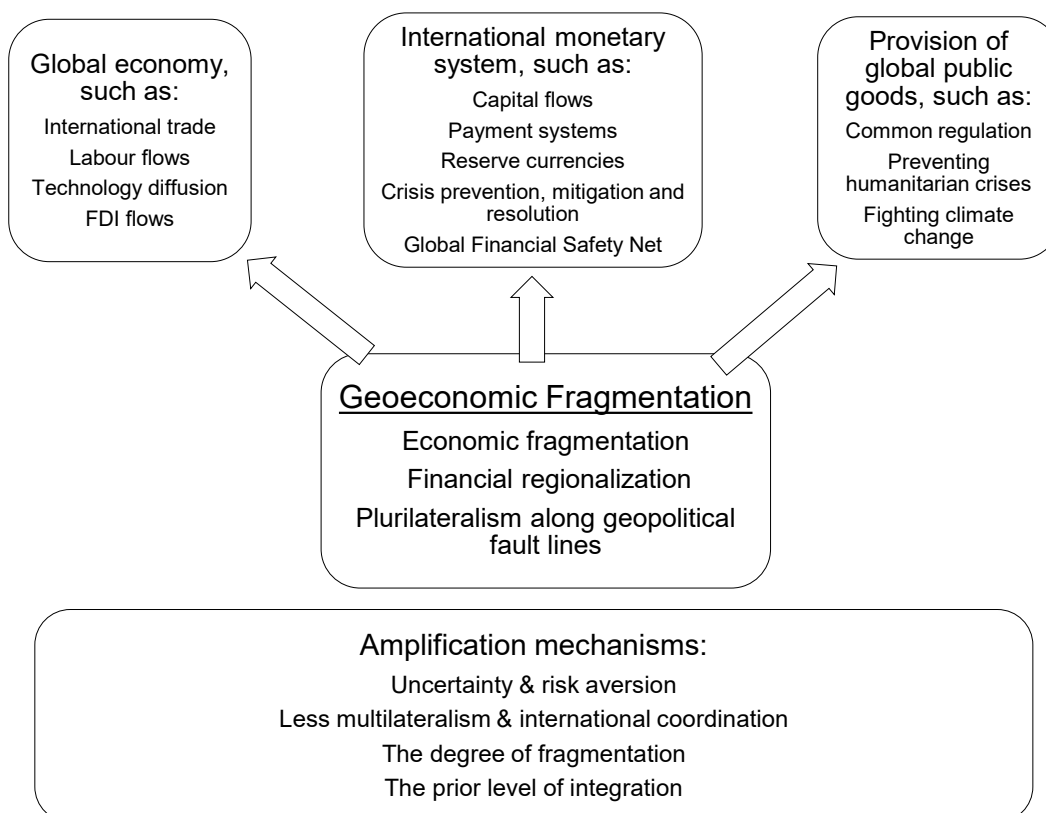 Global economy,
such as:
International trade
Labour flows
Technology diffusion
FDI flows
International monetary
system, such as:
Capital flows
Payment systems
Reserve currencies
Crisis prevention, mitigation and
resolution
Global Financial Safety Net
Provision of
global public
goods, such as:
Common regulation
Preventing
humanitarian crises
Fighting climate
change
Geoeconomic Fragmentation
Economic fragmentation
Financial regionalization
Plurilateralism along geopolitical
fault lines
Amplification mechanisms:
Uncertainty & risk aversion
Less multilateralism & international coordination
The degree of fragmentation
The prior level of integration